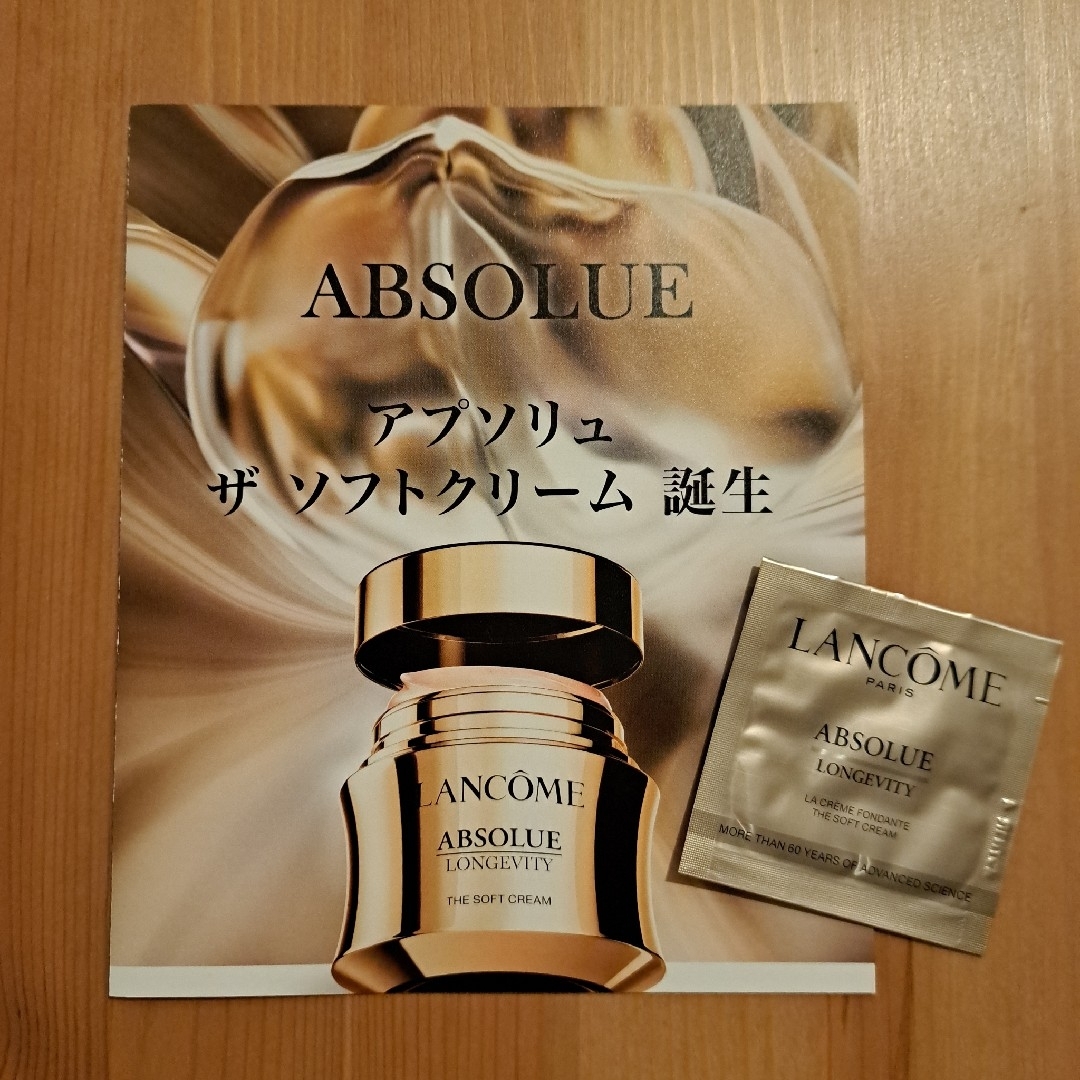 ABSOLUE
アプソリュ
ザ ソフトクリーム 誕生
LANCÔME
ABSOLUE
LONGEVITY
THE SOFT CREAM
LANCÔME
PARIS
ABSOLUE
LONGEVITY
LA CRÈME FONDANTE
THE SOFT CREAM
MORE THAN 60 YEARS OF ADVANCED SCIENCE